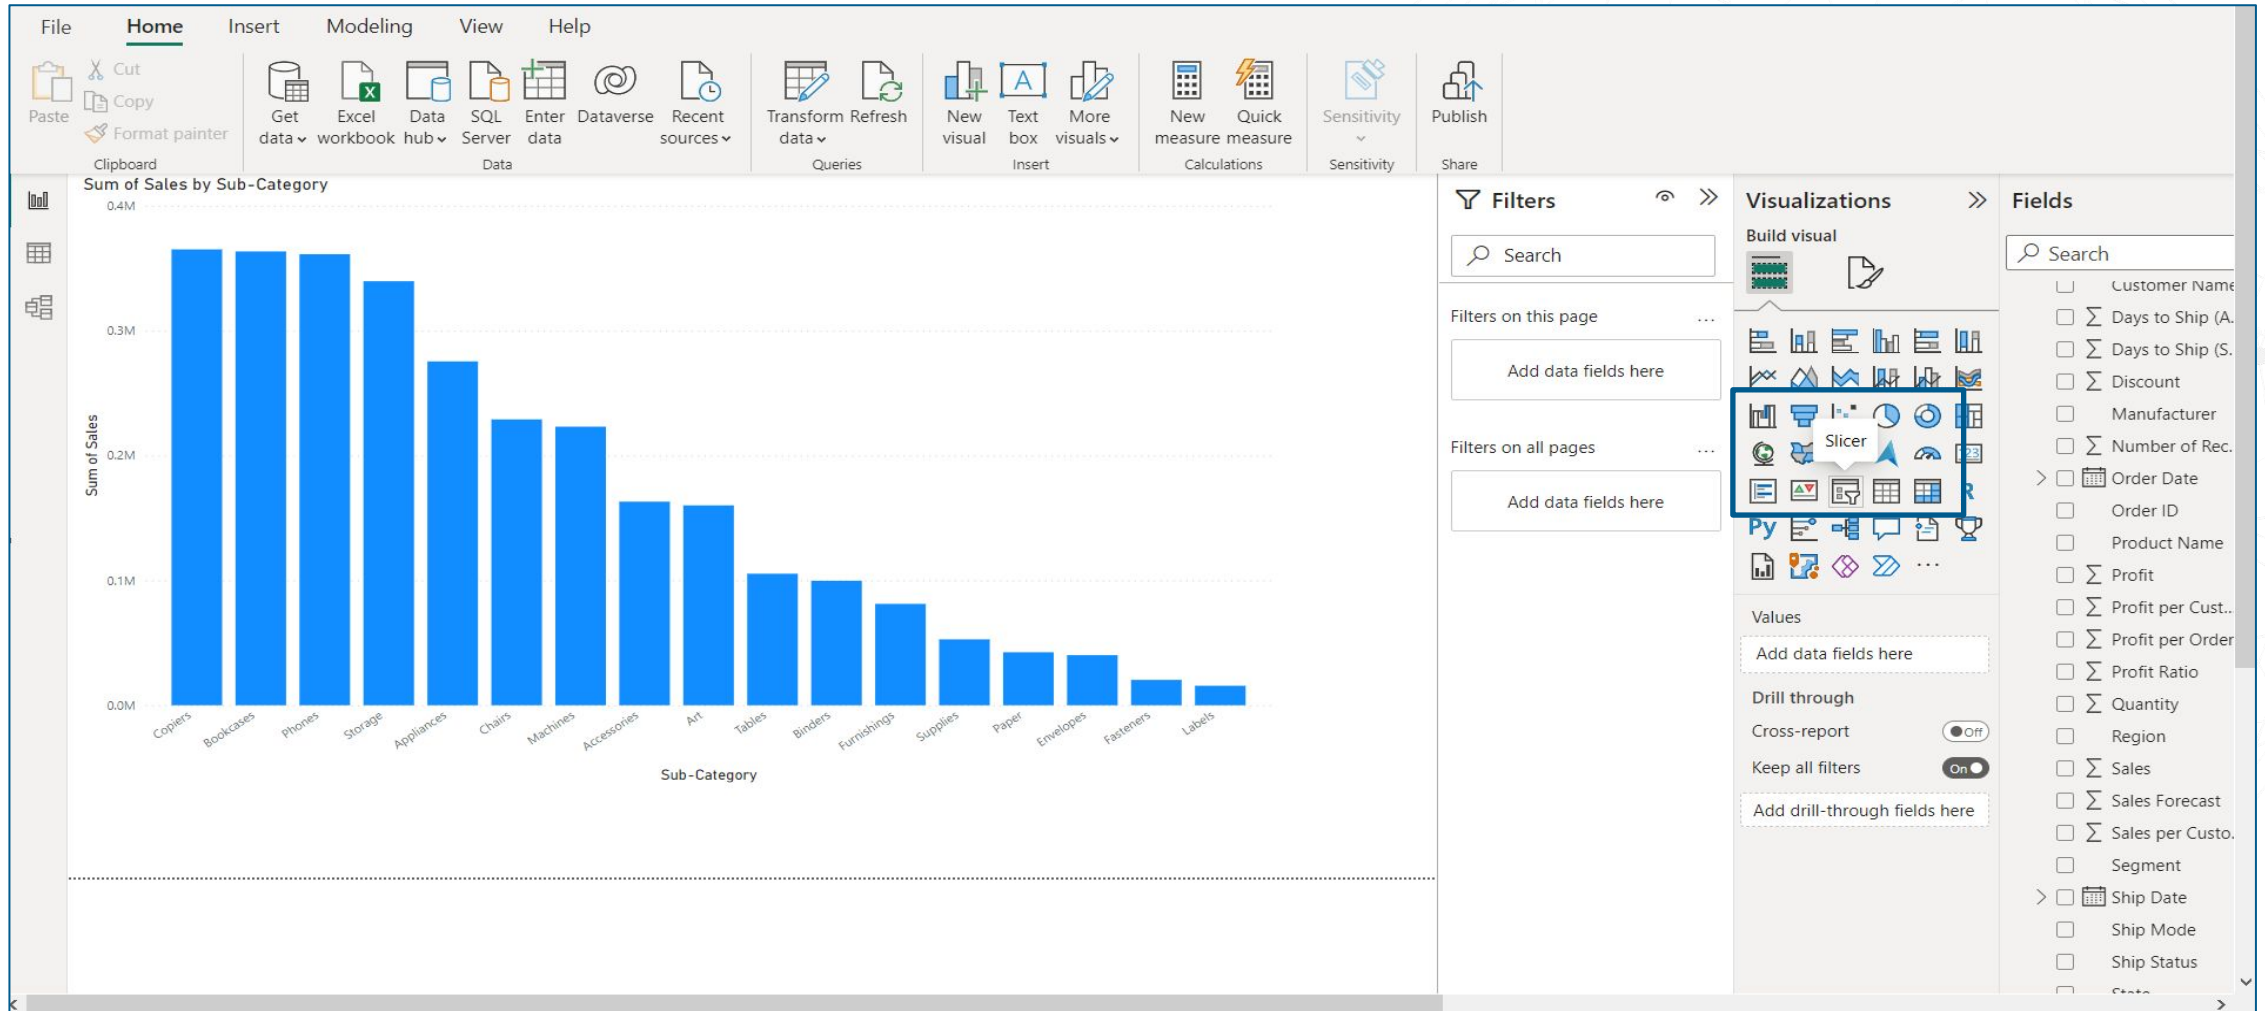 File Home Insert Modeling View Help
Paste
Cut
Copy
Format painter
Clipboard
Get data
Excel workbook
Data hub
SQL Server
Enter data
Dataverse
Recent sources
Data
Transform data
Refresh
Queries
New visual
Text box
More visuals
Insert
New measure
Quick measure
Calculations
Sensitivity
Sensitivity
Publish
Share
Sum of Sales by Sub-Category
0.4M
0.3M
0.2M
0.1M
0.0M
Sum of Sales
Copiers
Bookcases
Phones
Storage
Appliances
Chairs
Machines
Accessories
Art
Tables
Binders
Furnishings
Supplies
Paper
Envelopes
Fasteners
Labels
Sub-Category
Filters
Search
Filters on this page ...
Add data fields here
Filters on all pages ...
Add data fields here
Visualizations
Build visual
Slicer
123
R
Py
...
Values
Add data fields here
Drill through
Cross-report Off
Keep all filters On
Add drill-through fields here
Fields
Search
Customer Name
Days to Ship (A.
Days to Ship (S.
Discount
Manufacturer
Number of Rec.
Order Date
Order ID
Product Name
Profit
Profit per Cust...
Profit per Order
Profit Ratio
Quantity
Region
Sales
Sales Forecast
Sales per Custo.
Segment
Ship Date
Ship Mode
Ship Status